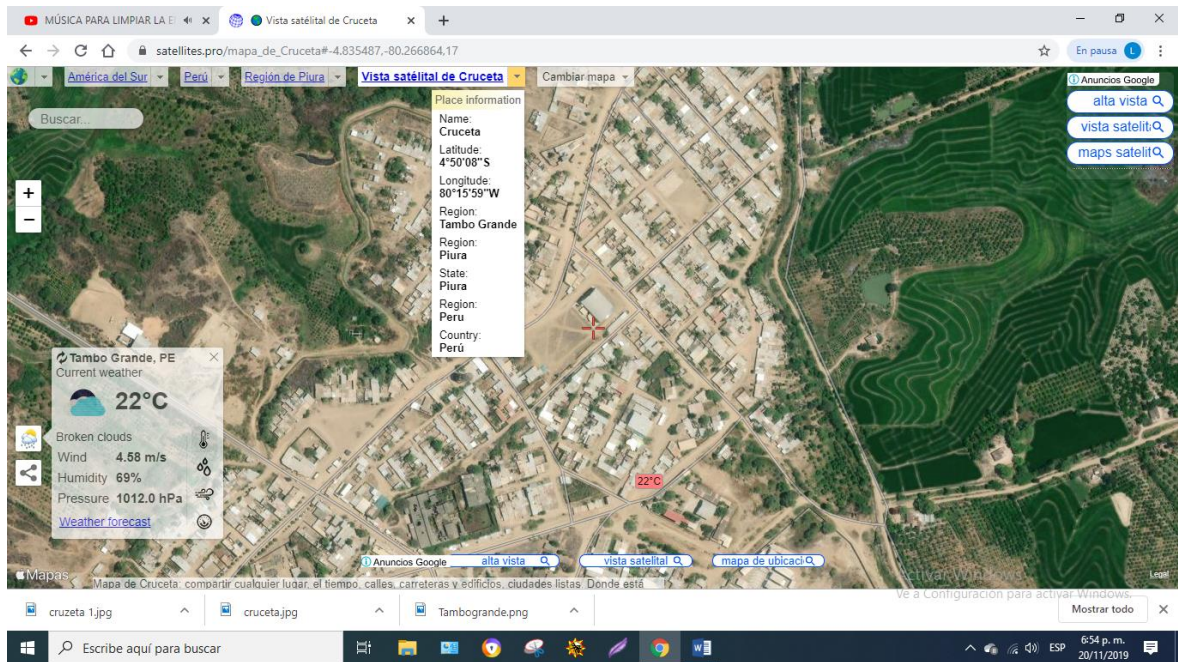 MÚSICA PARA LIMPIAR LA E
Vista satélital de Cruceta
satellites.pro/mapa_de_Cruceta#-4.835487,-80.266864,17
En pausa
L
América del Sur
Perú
Región de Piura
Vista satélital de Cruceta
Cambiar mapa
Anuncios Google
Buscar...
alta vista
vista satelita
maps satelit
Place information
Name:
Cruceta
Latitude:
4°50'08"S
Longitude:
80°15'59"W
Region:
Tambo Grande
Region:
Piura
State:
Piura
Region:
Peru
Country:
Perú
+
−
Tambo Grande, PE
Current weather
22°C
Broken clouds
Wind 4.58 m/s
Humidity 69%
Pressure 1012.0 hPa
Weather forecast
22°C
Anuncios Google
alta vista
vista satelital
mapa de ubicaci
Mapas
Mapa de Cruceta: compartir cualquier lugar, el tiempo, calles, carreteras y edificios, ciudades listas. Donde está
Legal
Activar Windows
Ve a Configuración para activar Windows.
cruzeta 1.jpg
cruceta.jpg
Tambogrande.png
Mostrar todo
Escribe aquí para buscar
ESP
6:54 p. m.
20/11/2019